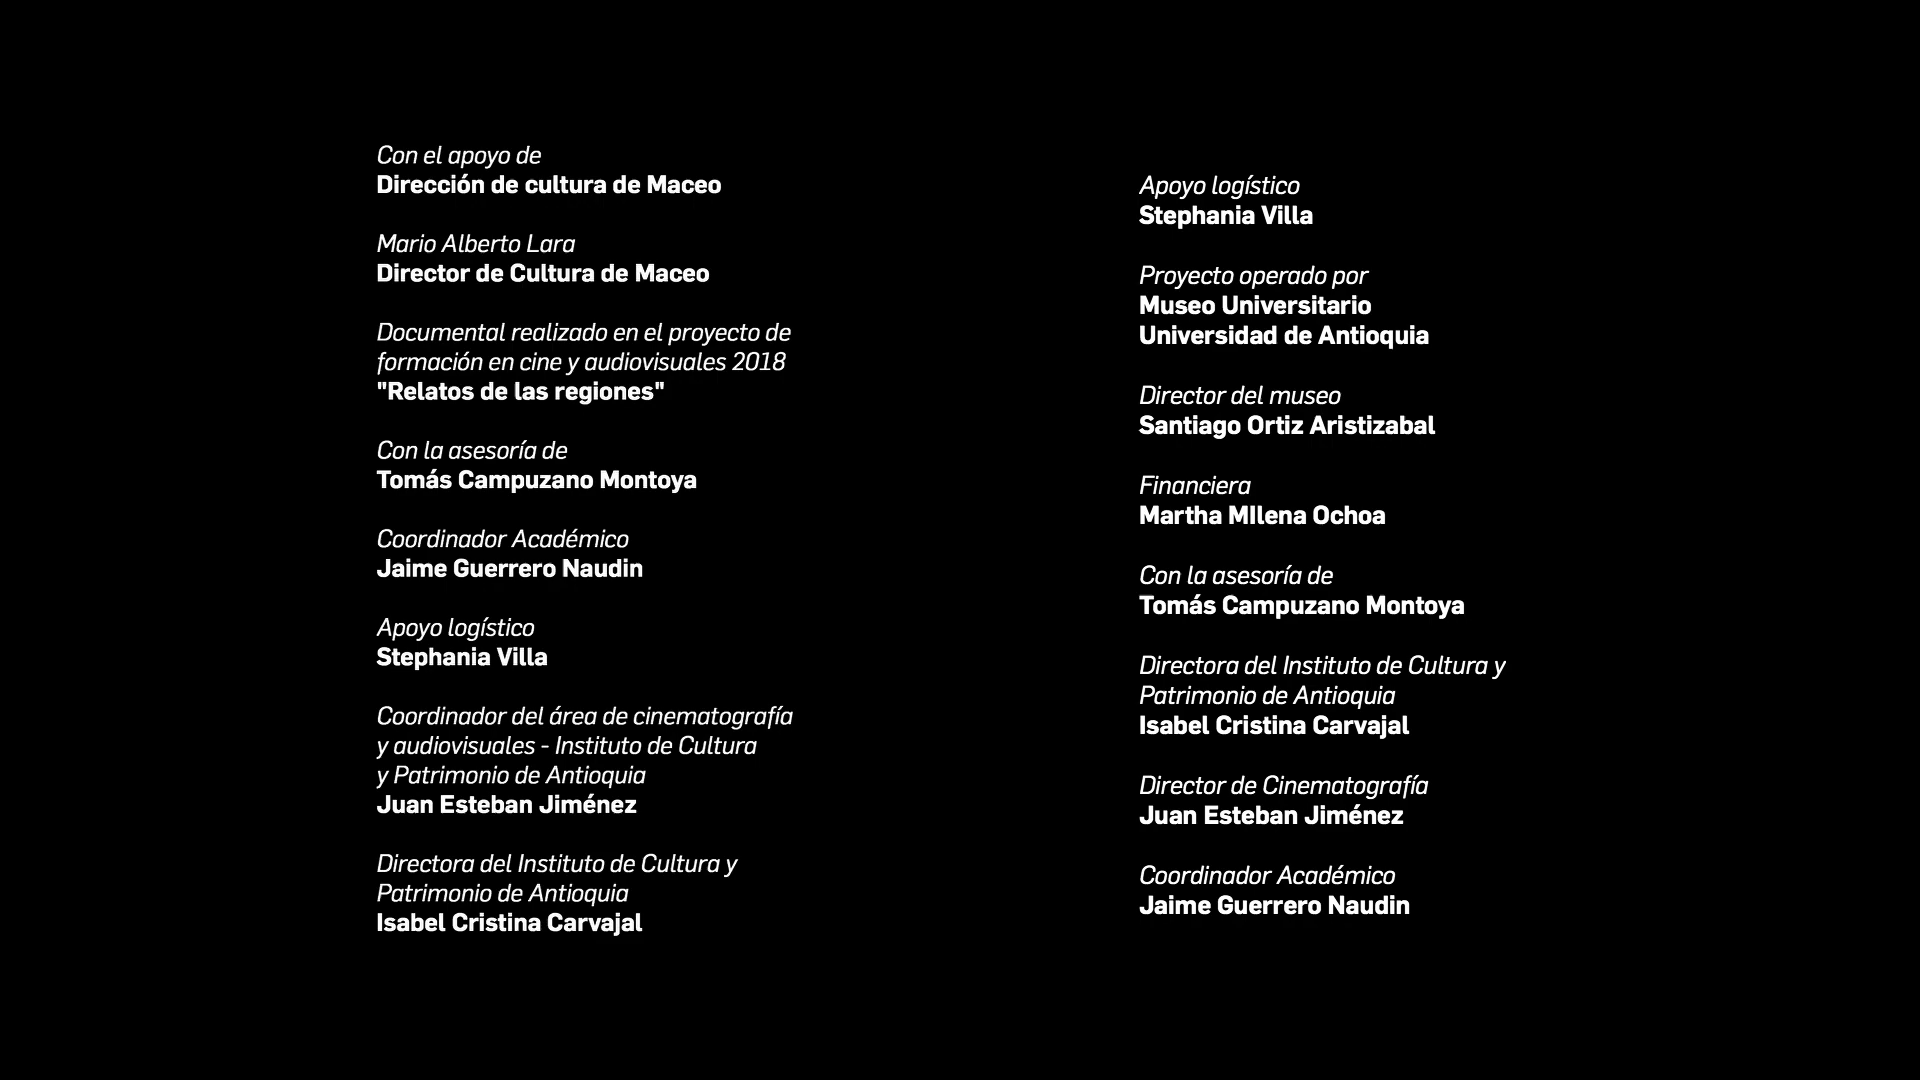 Con el apoyo de
Dirección de cultura de Maceo
Mario Alberto Lara
Director de Cultura de Maceo
Documental realizado en el proyecto de
formación en cine y audiovisuales 2018
"Relatos de las regiones"
Con la asesoría de
Tomás Campuzano Montoya
Coordinador Académico
Jaime Guerrero Naudin
Apoyo logístico
Stephania Villa
Coordinador del área de cinematografía
y audiovisuales - Instituto de Cultura
y Patrimonio de Antioquia
Juan Esteban Jiménez
Directora del Instituto de Cultura y
Patrimonio de Antioquia
Isabel Cristina Carvajal
Apoyo logístico
Stephania Villa
Proyecto operado por
Museo Universitario
Universidad de Antioquia
Director del museo
Santiago Ortiz Aristizabal
Financiera
Martha MIlena Ochoa
Con la asesoría de
Tomás Campuzano Montoya
Directora del Instituto de Cultura y
Patrimonio de Antioquia
Isabel Cristina Carvajal
Director de Cinematografía
Juan Esteban Jiménez
Coordinador Académico
Jaime Guerrero Naudin